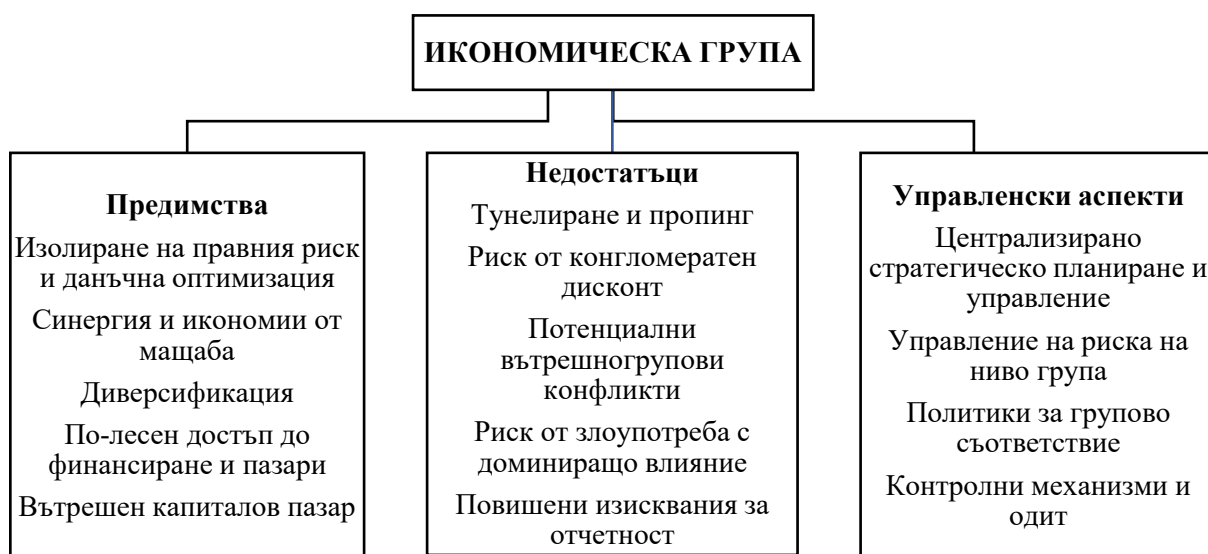 ИКОНОМИЧЕСКА ГРУПА
Предимства
Изолиране на правния риск
и данъчна оптимизация
Синергия и икономии от
мащаба
Диверсификация
По-лесен достъп до
финансиране и пазари
Вътрешен капиталов пазар
Недостатъци
Тунелиране и пропинг
Риск от конгломератен
дисконт
Потенциални
вътрешногрупови
конфликти
Риск от злоупотреба с
доминиращо влияние
Повишени изисквания за
отчетност
Управленски аспекти
Централизирано
стратегическо планиране и
управление
Управление на риска на
ниво група
Политики за групово
съответствие
Контролни механизми и
одит